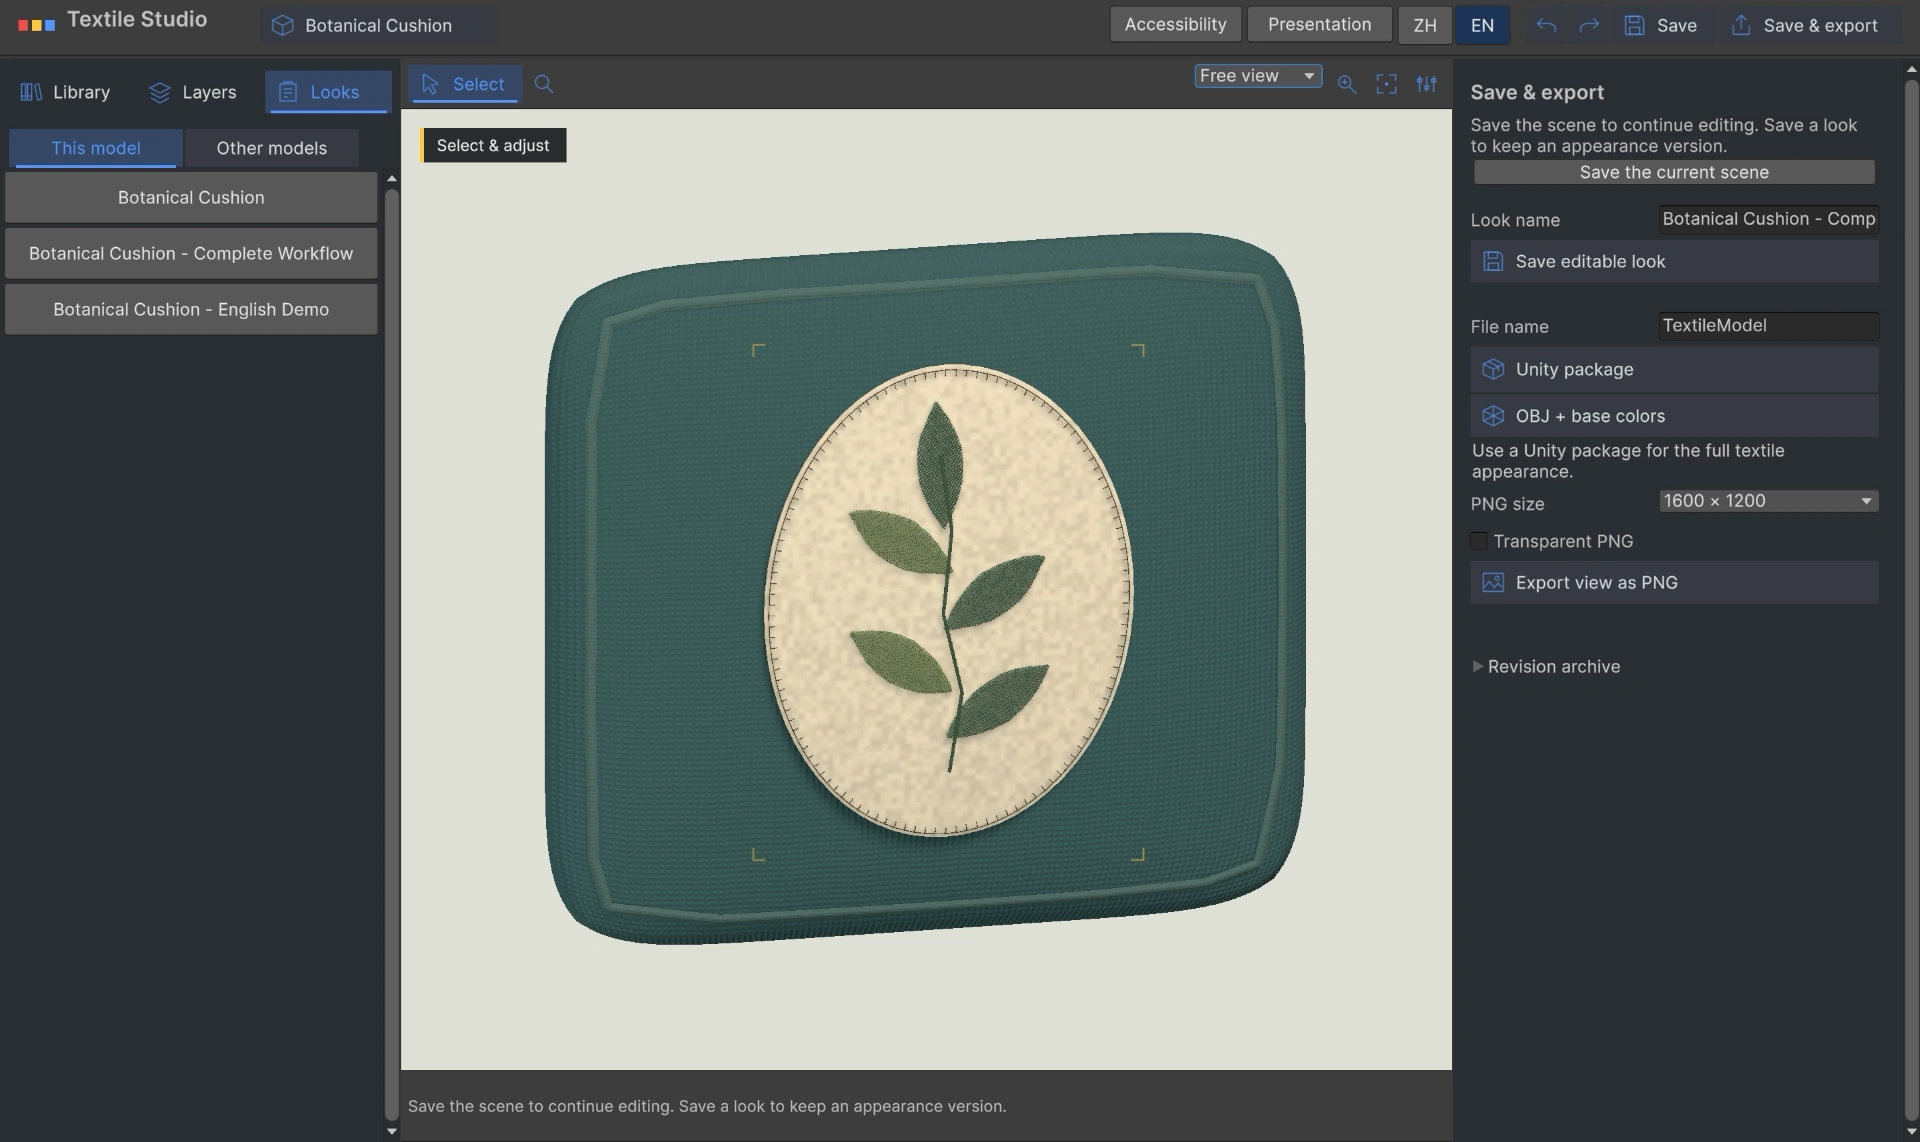 Textile Studio
Botanical Cushion
Accessibility
Presentation
ZH
EN
Save
Save & export
Library
Layers
Looks
This model
Other models
Botanical Cushion
Botanical Cushion - Complete Workflow
Botanical Cushion - English Demo
Select
Free view
Select & adjust
Save the scene to continue editing. Save a look to keep an appearance version.
Save & export
Save the scene to continue editing. Save a look
to keep an appearance version.
Save the current scene
Look name
Botanical Cushion - Comp
Save editable look
File name
TextileModel
Unity package
OBJ + base colors
Use a Unity package for the full textile
appearance.
PNG size
1600 × 1200
Transparent PNG
Export view as PNG
Revision archive